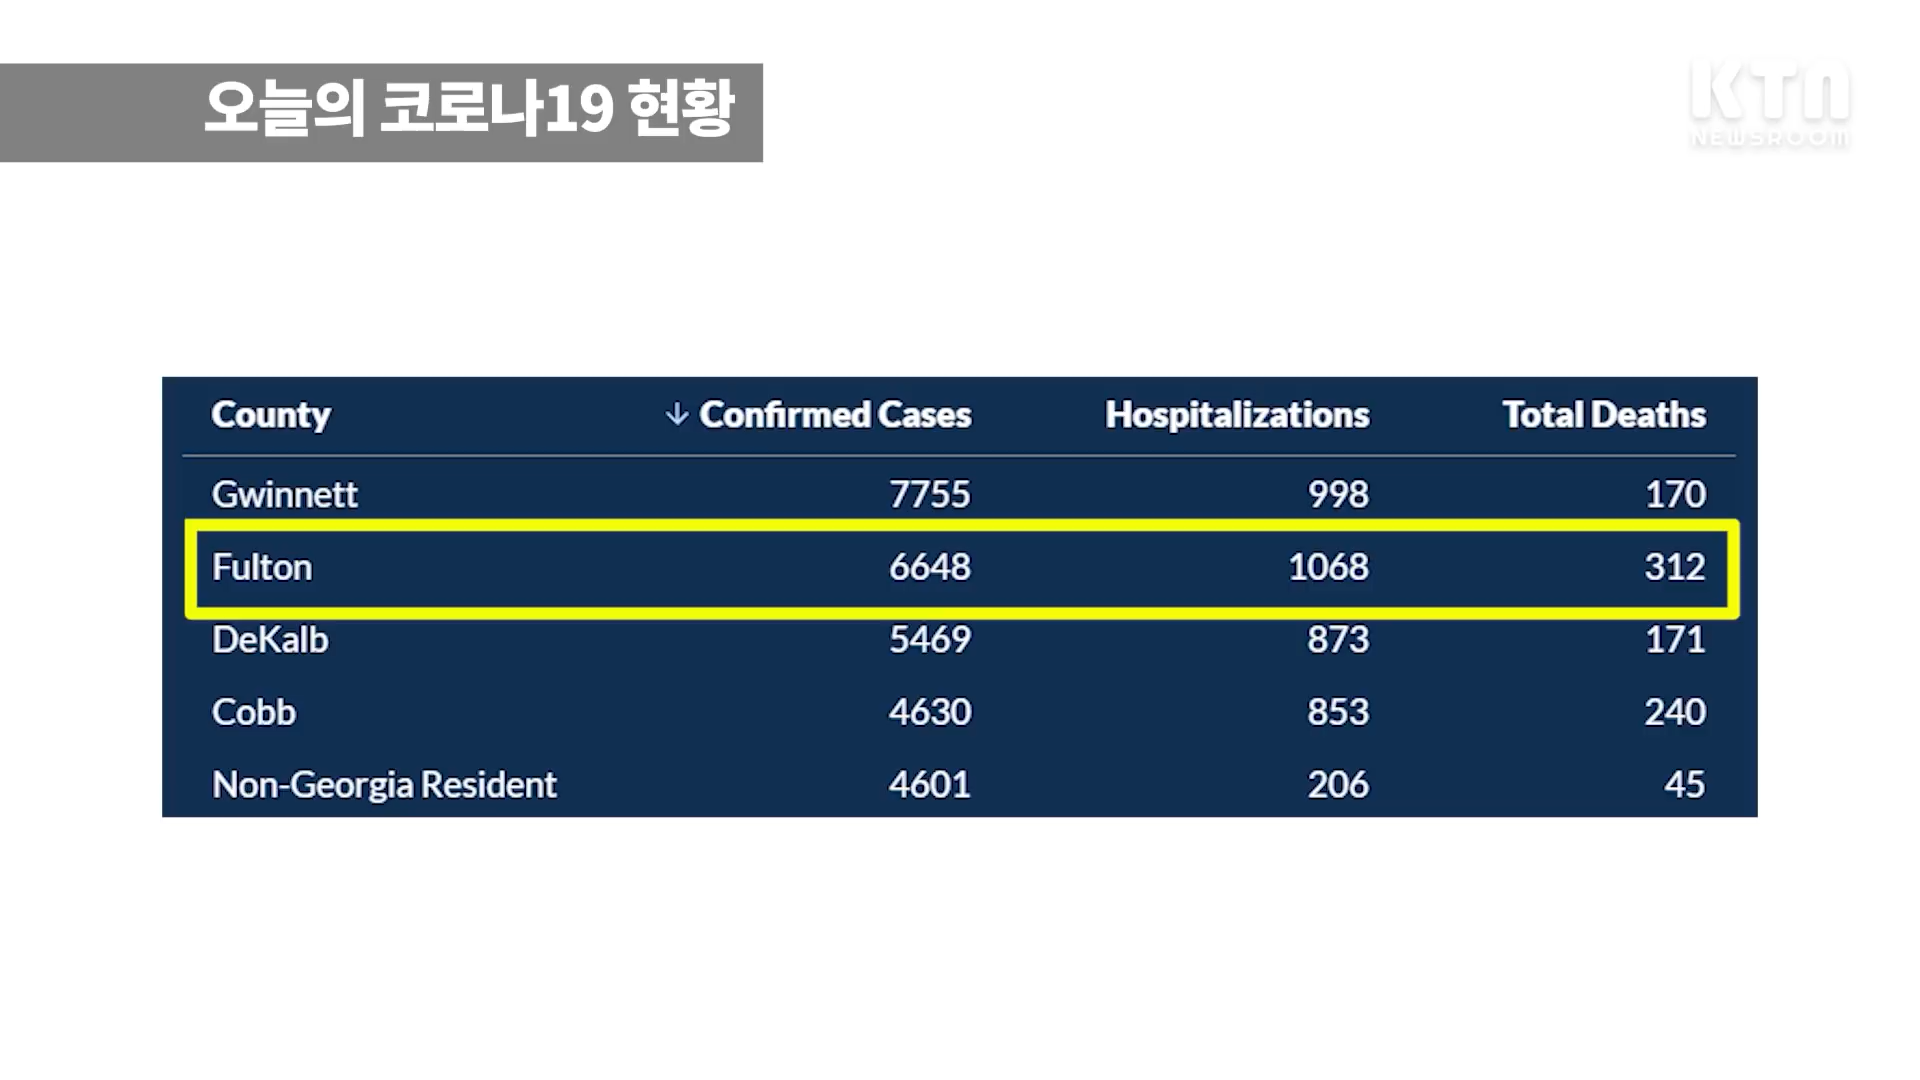 오늘의 코로나19 현황
KTN
NEWSROOM
County ↓ Confirmed Cases Hospitalizations Total Deaths
Gwinnett 7755 998 170
Fulton 6648 1068 312
DeKalb 5469 873 171
Cobb 4630 853 240
Non-Georgia Resident 4601 206 45